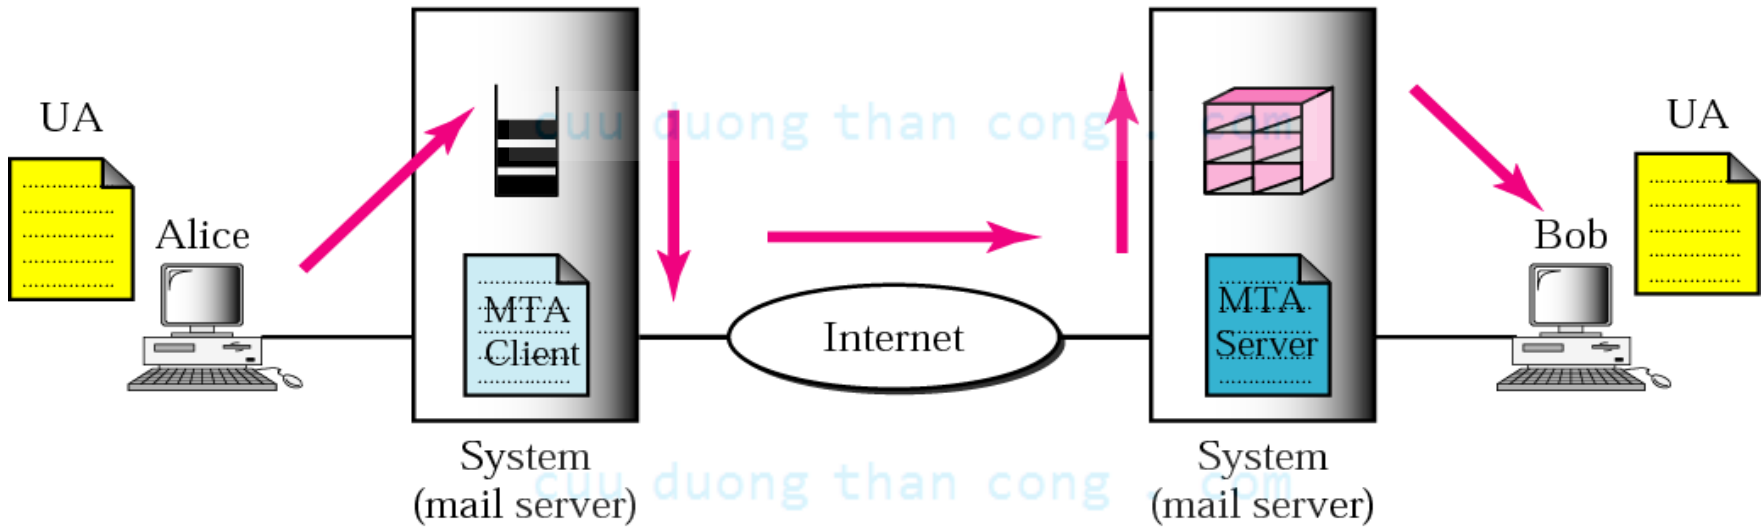 UA
Alice
MTA
Client
System
(mail server)
Internet
MTA
Server
System
(mail server)
Bob
UA
cuu duong than cong . com
cuu duong than cong . com